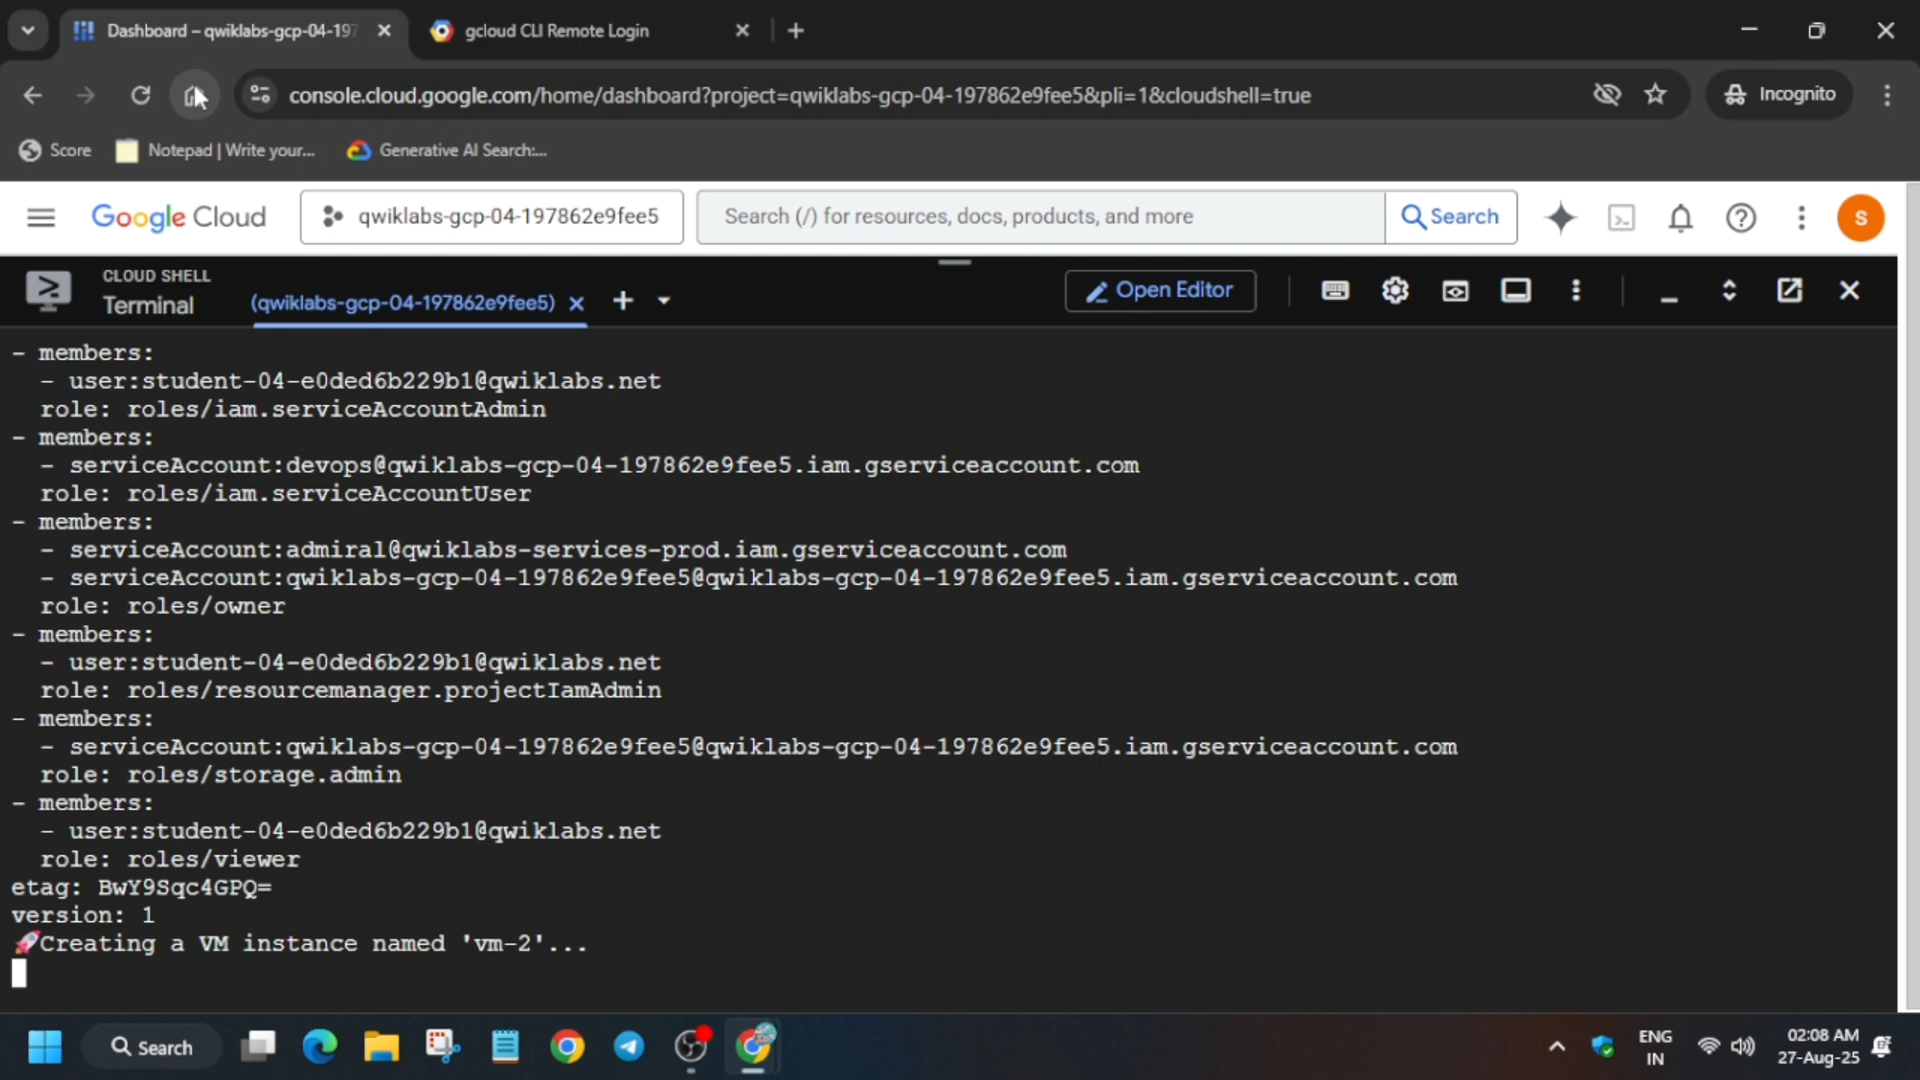 Dashboard – qwiklabs-gcp-04-197
gcloud CLI Remote Login
console.cloud.google.com/home/dashboard?project=qwiklabs-gcp-04-197862e9fee5&pli=1&cloudshell=true
Incognito
Score
Notepad | Write your...
Generative AI Search:...
Google Cloud
qwiklabs-gcp-04-197862e9fee5
Search (/) for resources, docs, products, and more
Search
S
CLOUD SHELL
Terminal
(qwiklabs-gcp-04-197862e9fee5)
Open Editor
- members:
- user:student-04-e0ded6b229b1@qwiklabs.net
role: roles/iam.serviceAccountAdmin
- members:
- serviceAccount:devops@qwiklabs-gcp-04-197862e9fee5.iam.gserviceaccount.com
role: roles/iam.serviceAccountUser
- members:
- serviceAccount:admiral@qwiklabs-services-prod.iam.gserviceaccount.com
- serviceAccount:qwiklabs-gcp-04-197862e9fee5@qwiklabs-gcp-04-197862e9fee5.iam.gserviceaccount.com
role: roles/owner
- members:
- user:student-04-e0ded6b229b1@qwiklabs.net
role: roles/resourcemanager.projectIamAdmin
- members:
- serviceAccount:qwiklabs-gcp-04-197862e9fee5@qwiklabs-gcp-04-197862e9fee5.iam.gserviceaccount.com
role: roles/storage.admin
- members:
- user:student-04-e0ded6b229b1@qwiklabs.net
role: roles/viewer
etag: BwY9Sqc4GPQ=
version: 1
🚀Creating a VM instance named 'vm-2'...
Search
ENG
IN
02:08 AM
27-Aug-25